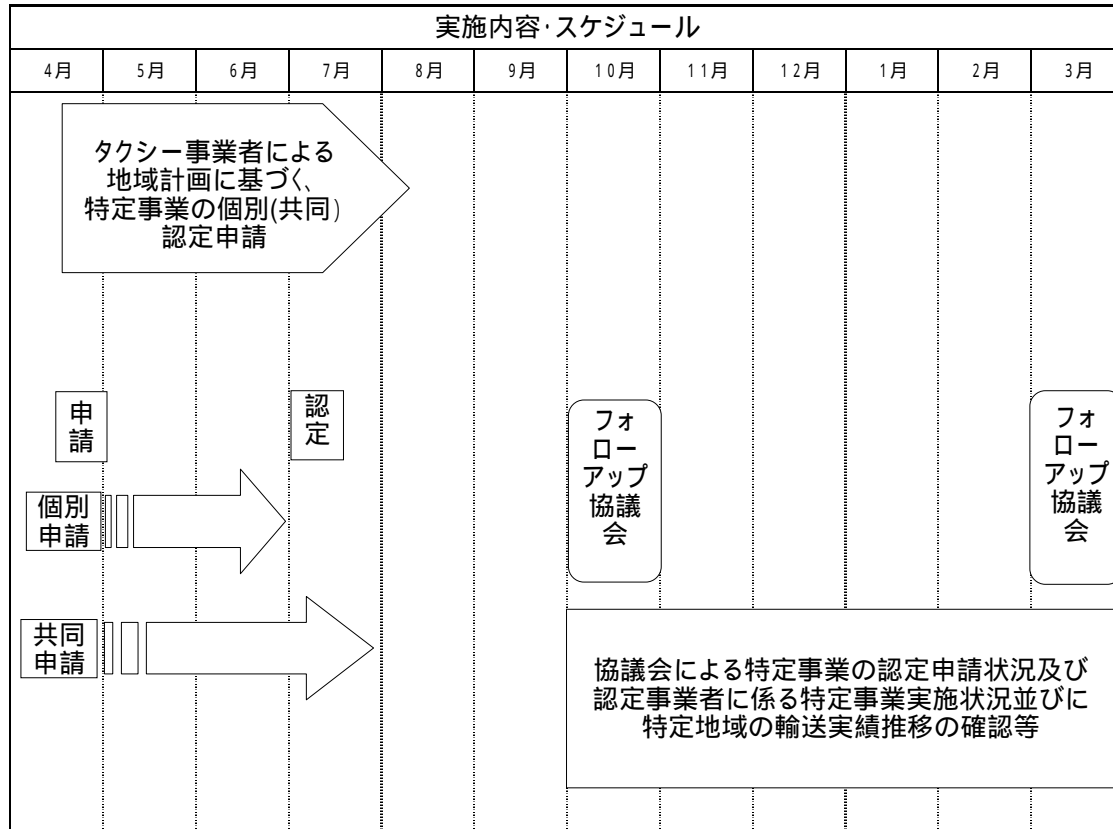 実施内容・スケジュール
4月 5月 6月 7月 8月 9月 10月 11月 12月 1月 2月 3月
タクシー事業者による
地域計画に基づく、
特定事業の個別(共同)
認定申請
申
請
認
定
フォ
ロー
アップ
協議
会
フォ
ロー
アップ
協議
会
個別
申請
共同
申請
協議会による特定事業の認定申請状況及び
認定事業者に係る特定事業実施状況並びに
特定地域の輸送実績推移の確認等